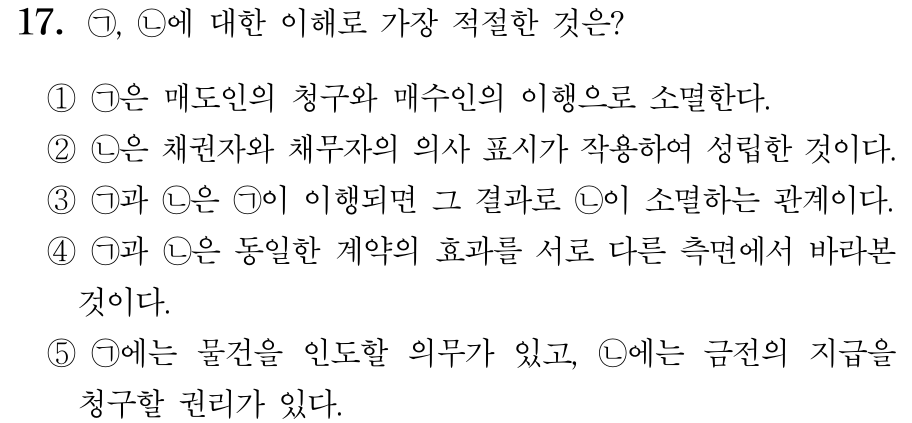 17. ㉠, ㉡에 대한 이해로 가장 적절한 것은?
① ㉠은 매도인의 청구와 매수인의 이행으로 소멸한다.
② ㉡은 채권자와 채무자의 의사 표시가 작용하여 성립한 것이다.
③ ㉠과 ㉡은 ㉠이 이행되면 그 결과로 ㉡이 소멸하는 관계이다.
④ ㉠과 ㉡은 동일한 계약의 효과를 서로 다른 측면에서 바라본
것이다.
⑤ ㉠에는 물건을 인도할 의무가 있고, ㉡에는 금전의 지급을
청구할 권리가 있다.